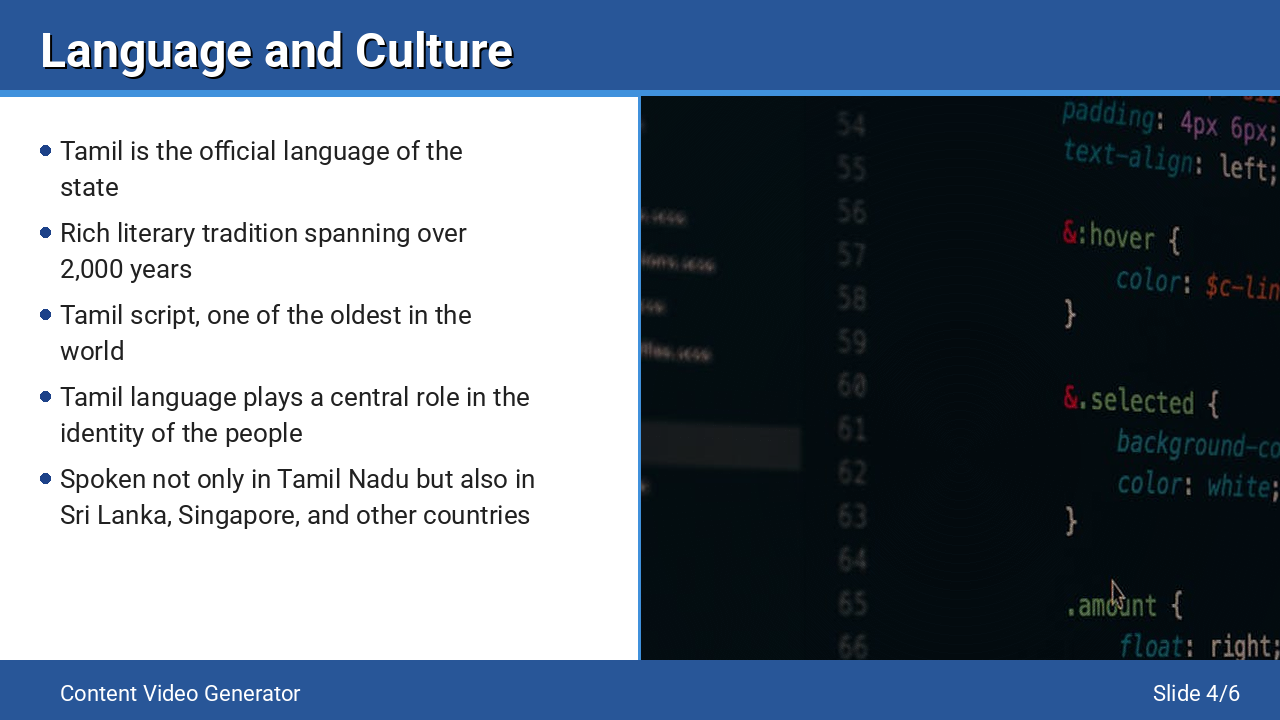 Language and Culture
Tamil is the official language of the
state
Rich literary tradition spanning over
2,000 years
Tamil script, one of the oldest in the
world
Tamil language plays a central role in the
identity of the people
Spoken not only in Tamil Nadu but also in
Sri Lanka, Singapore, and other countries
54
55
56
57
58
59
60
61
62
63
64
65
66
padding: 4px 6px;
text-align: left;
&:hover {
color: $c-lin
}
&.selected {
background-co
color: white;
}
.amount {
float: right;
Content Video Generator
Slide 4/6